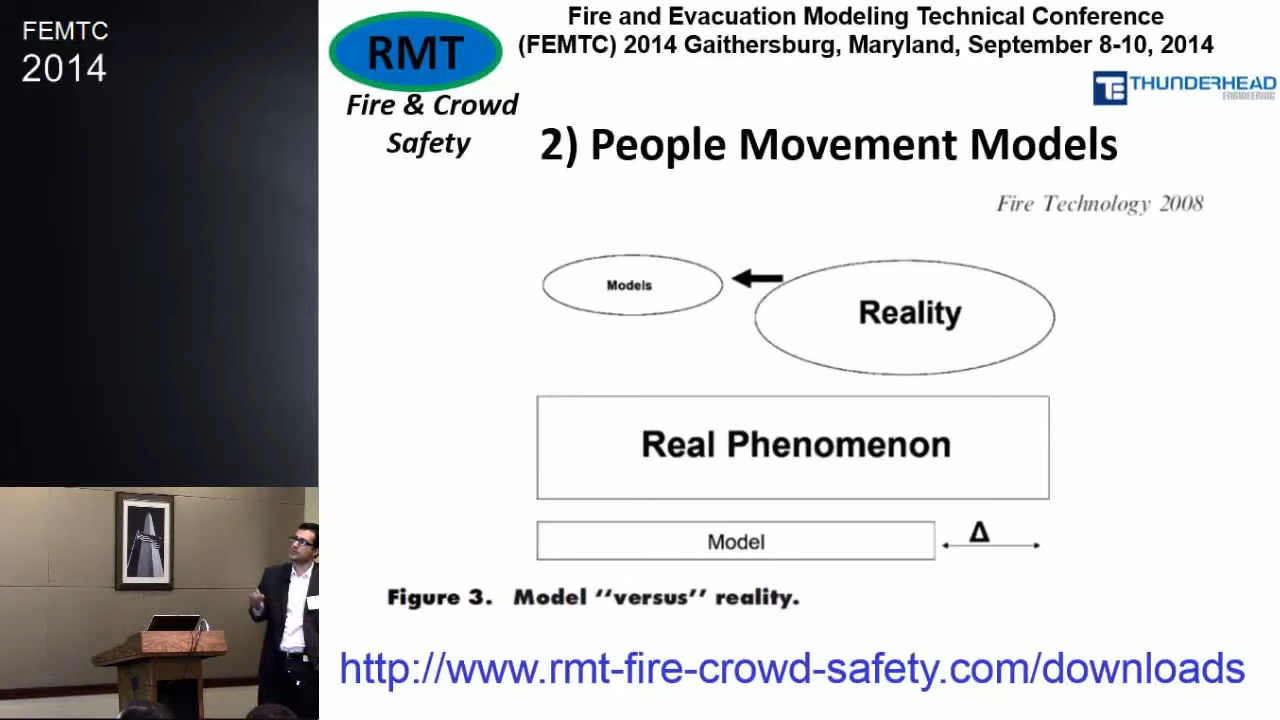 FEMTC
2014
RMT
Fire & Crowd
Safety
Fire and Evacuation Modeling Technical Conference
(FEMTC) 2014 Gaithersburg, Maryland, September 8-10, 2014
THUNDERHEAD
ENGINEERING
2) People Movement Models
Fire Technology 2008
Models
Reality
Real Phenomenon
Model
Δ
Figure 3. Model "versus" reality.
http://www.rmt-fire-crowd-safety.com/downloads